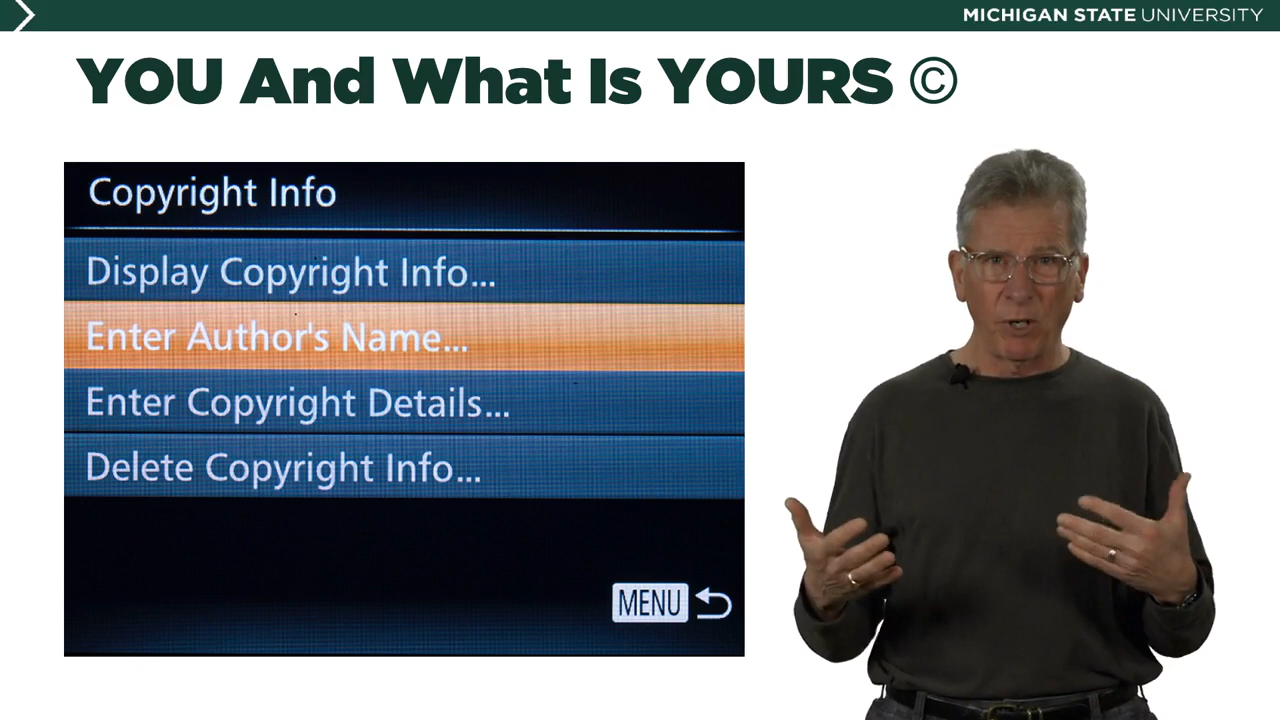 MICHIGAN STATE UNIVERSITY
YOU And What Is YOURS ©
Copyright Info
Display Copyright Info...
Enter Author's Name...
Enter Copyright Details...
Delete Copyright Info...
MENU